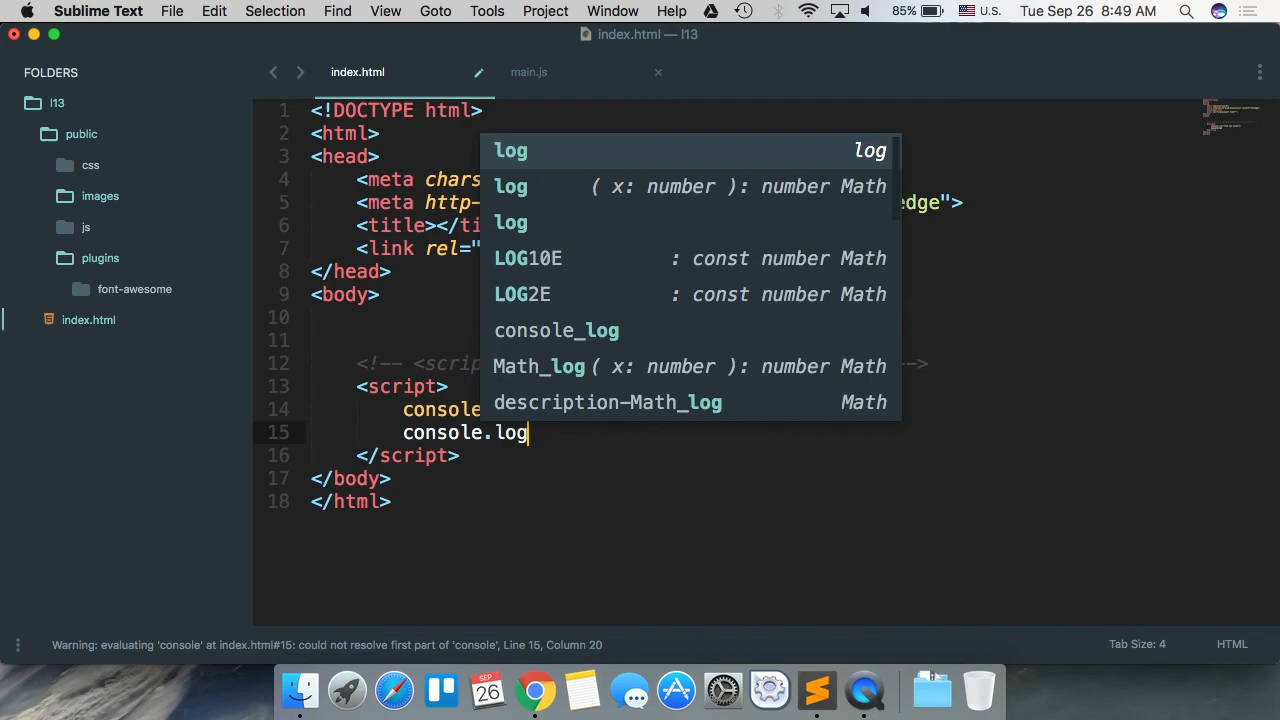 Sublime Text File Edit Selection Find View Goto Tools Project Window Help 85% U.S. Tue Sep 26 8:49 AM
index.html — l13
FOLDERS
l13
public
css
images
js
plugins
font-awesome
index.html
index.html main.js
1 <!DOCTYPE html>
2 <html>
3 <head>
4 <meta chars
5 <meta http- edge">
6 <title></ti
7 <link rel="
8 </head>
9 <body>
10
11
12 <!-- <scrip -->
13 <script>
14 console
15 console.log
16 </script>
17 </body>
18 </html>
log log
log ( x: number ): number Math
log
LOG10E : const number Math
LOG2E : const number Math
console_log
Math_log ( x: number ): number Math
description-Math_log Math
Warning: evaluating 'console' at index.html#15: could not resolve first part of 'console', Line 15, Column 20 Tab Size: 4 HTML
SEP
26